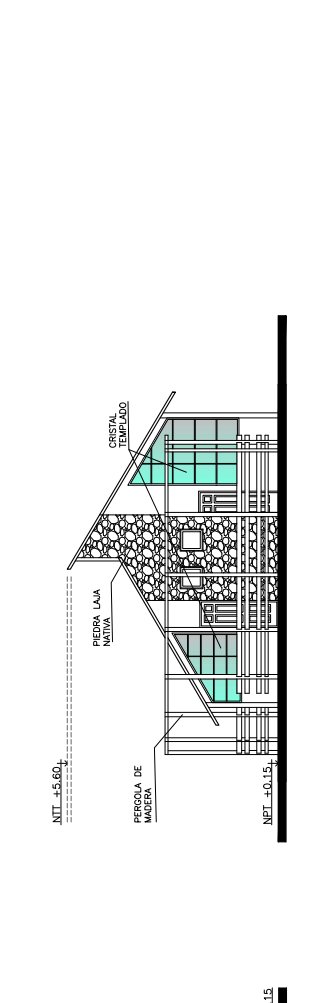 NTT +5.60
PERGOLA DE
MADERA
PIEDRA LAJA
NATIVA
CRISTAL
TEMPLADO
NPT +0.15
.15